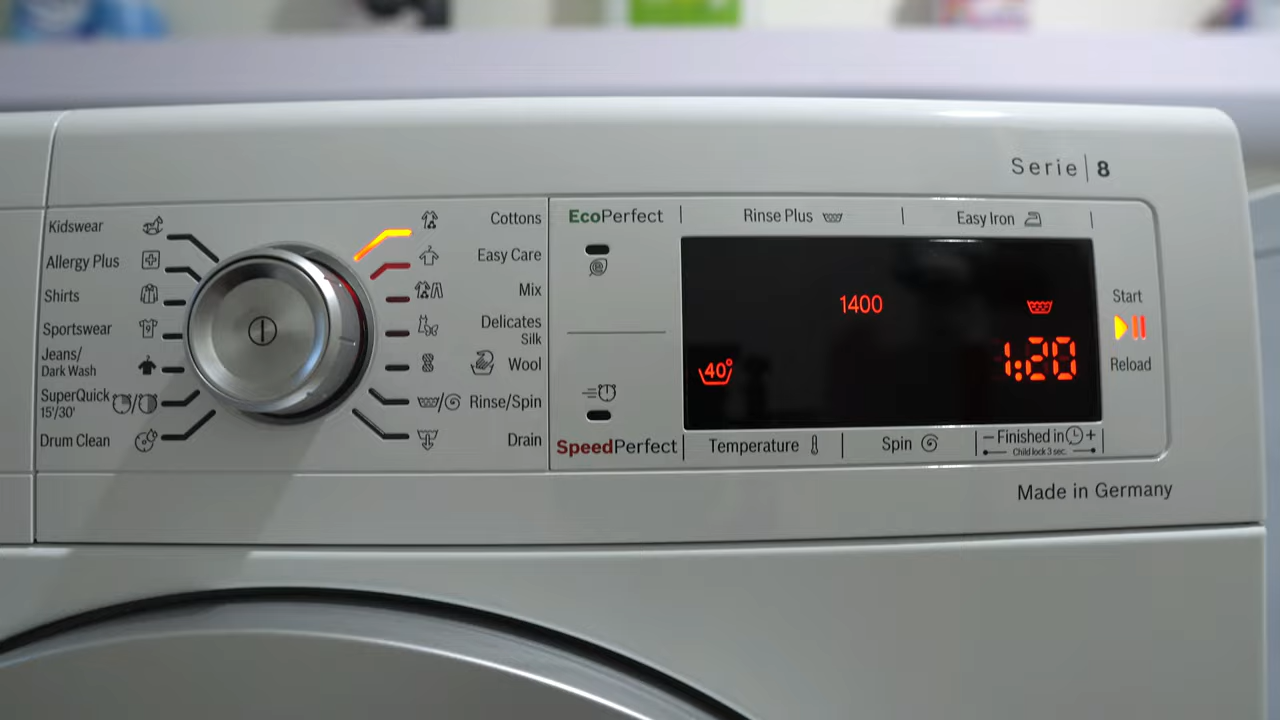 Serie | 8
Kidswear
Allergy Plus
Shirts
Sportswear
Jeans/
Dark Wash
SuperQuick
15'/30'
Drum Clean
Cottons
Easy Care
Mix
Delicates
Silk
Wool
Rinse/Spin
Drain
EcoPerfect
SpeedPerfect
Rinse Plus
Easy Iron
1400
40°
1:20
Temperature
Spin
− Finished in +
Child lock 3 sec.
Start
Reload
Made in Germany